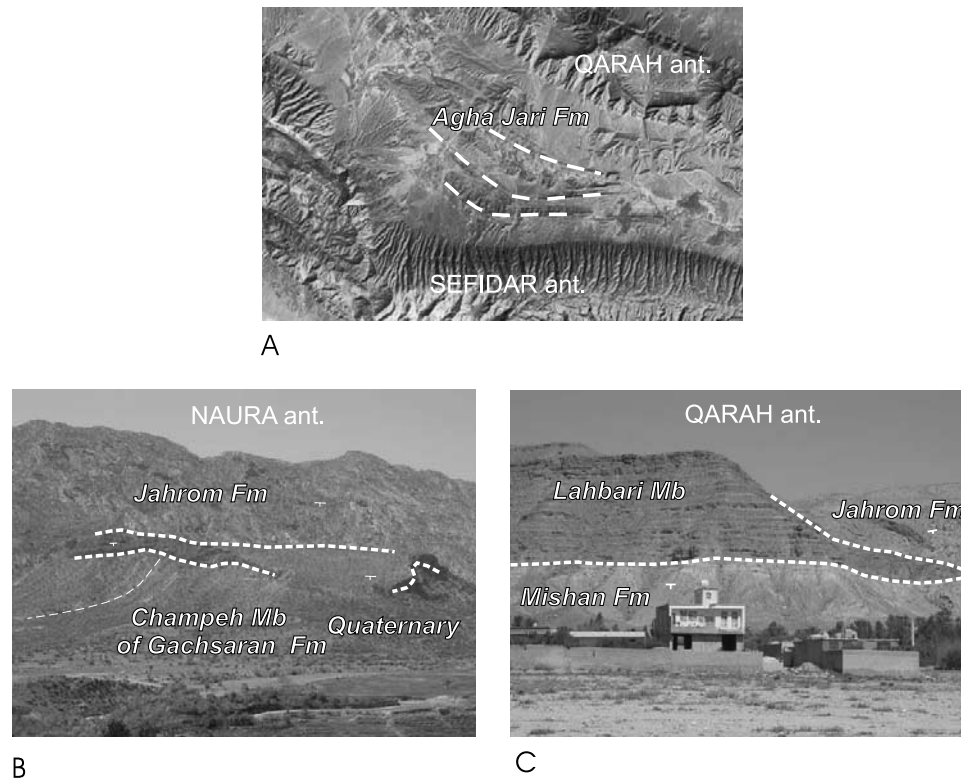 QARAH ant.
Agha Jari Fm
SEFIDAR ant.
A
NAURA ant.
Jahrom Fm
Champeh Mb
of Gachsaran Fm
Quaternary
B
QARAH ant.
Lahbari Mb
Jahrom Fm
Mishan Fm
C